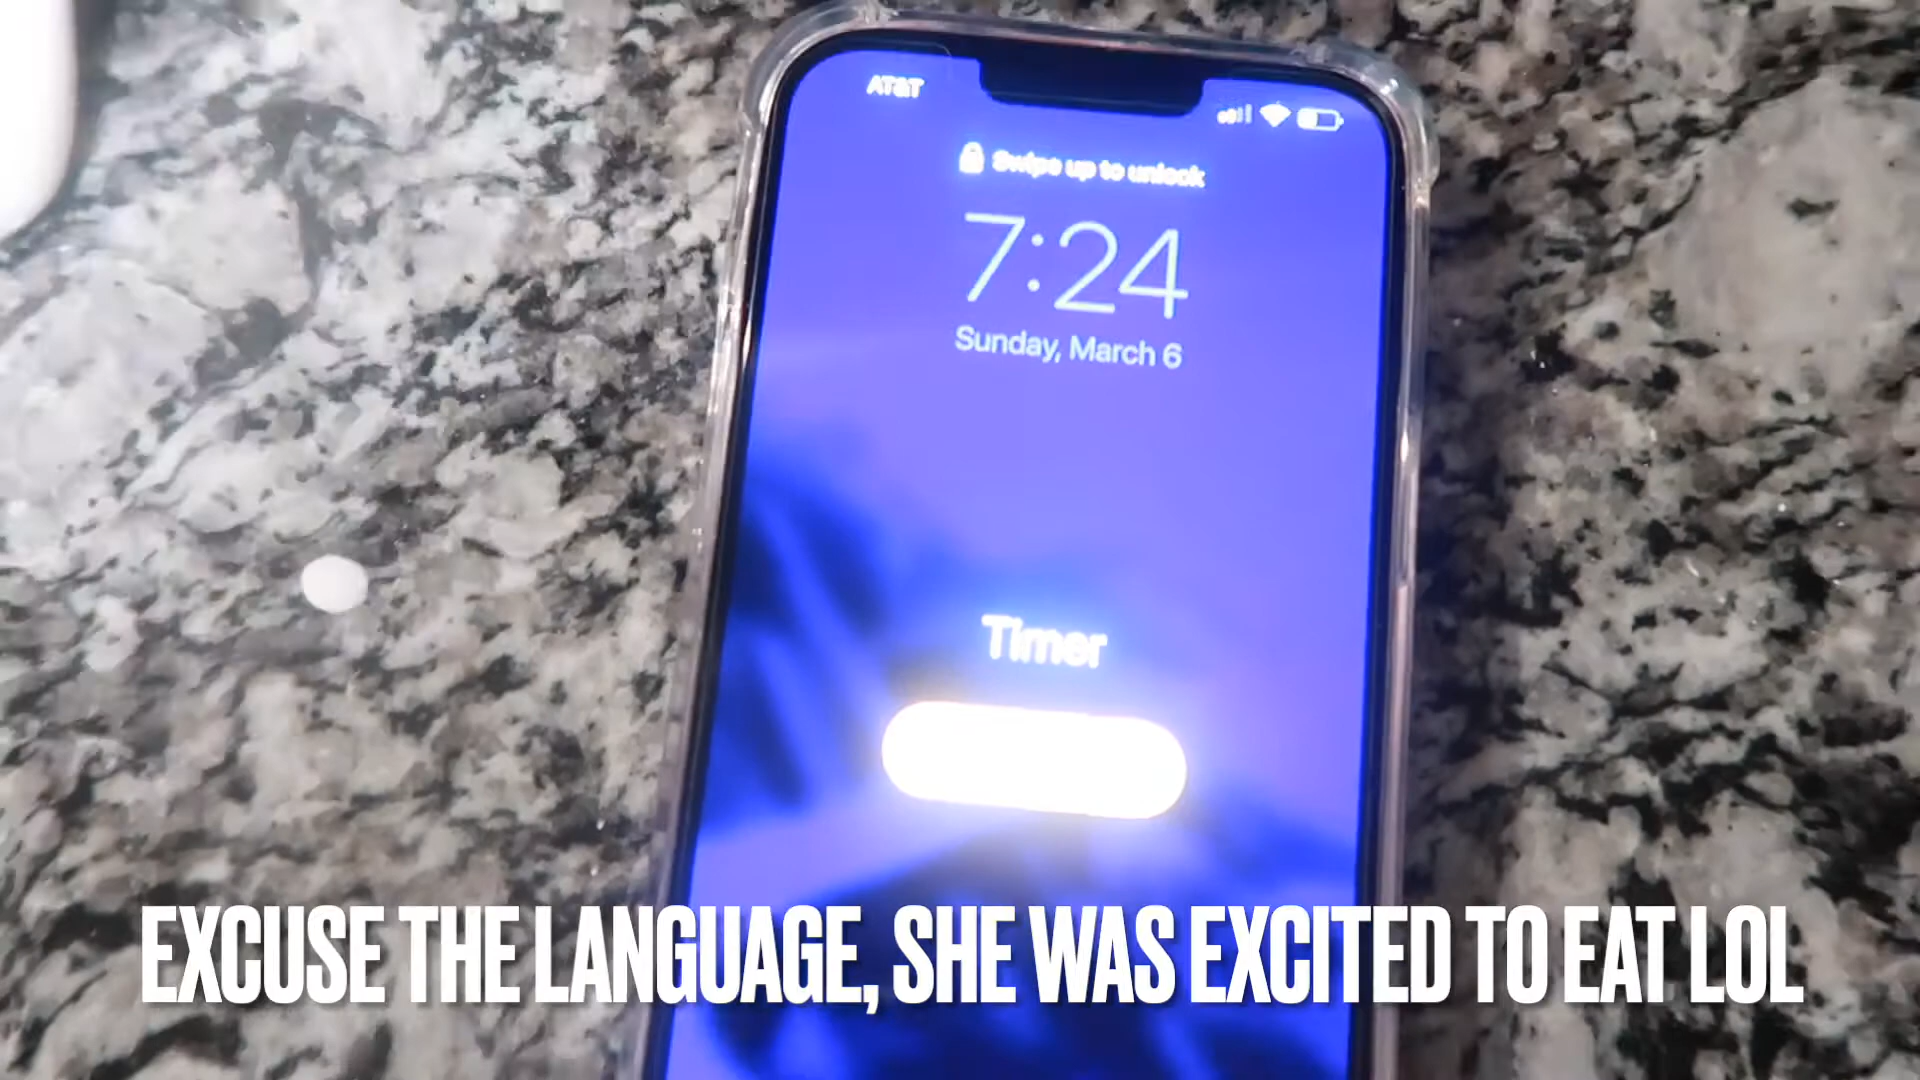 AT&T
Swipe up to unlock
7:24
Sunday, March 6
Timer
EXCUSE THE LANGUAGE, SHE WAS EXCITED TO EAT LOL